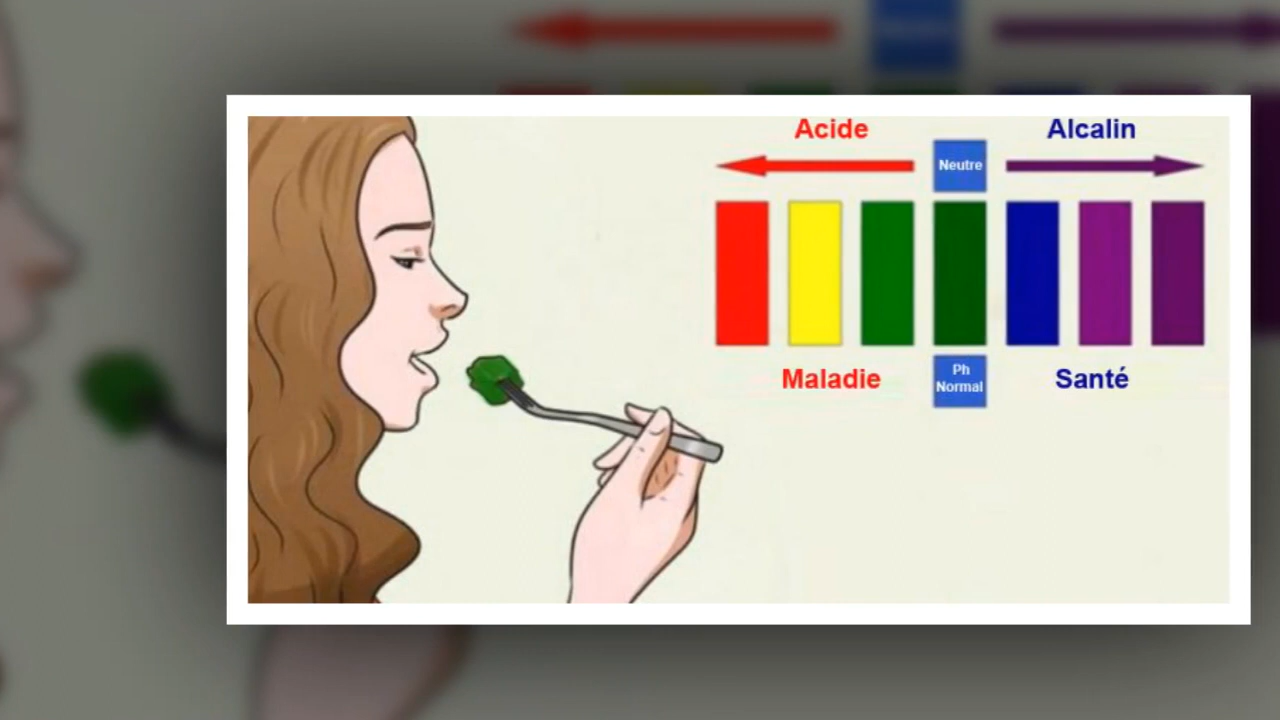 Acide
Alcalin
Neutre
Maladie
Ph
Normal
Santé